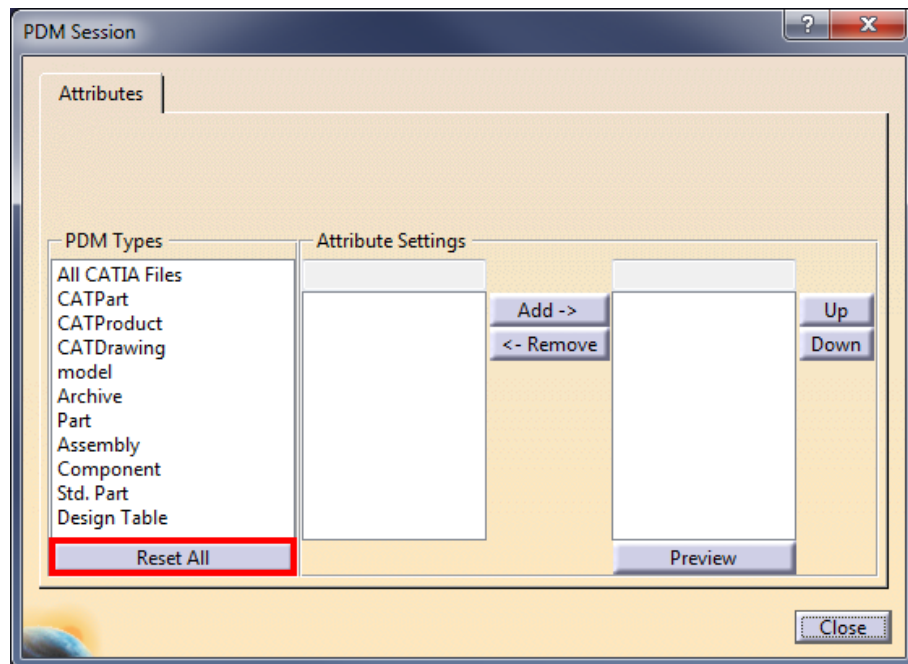 PDM Session
?
X
Attributes
PDM Types
Attribute Settings
All CATIA Files
CATPart
CATProduct
CATDrawing
model
Archive
Part
Assembly
Component
Std. Part
Design Table
Reset All
Add ->
<- Remove
Up
Down
Preview
Close